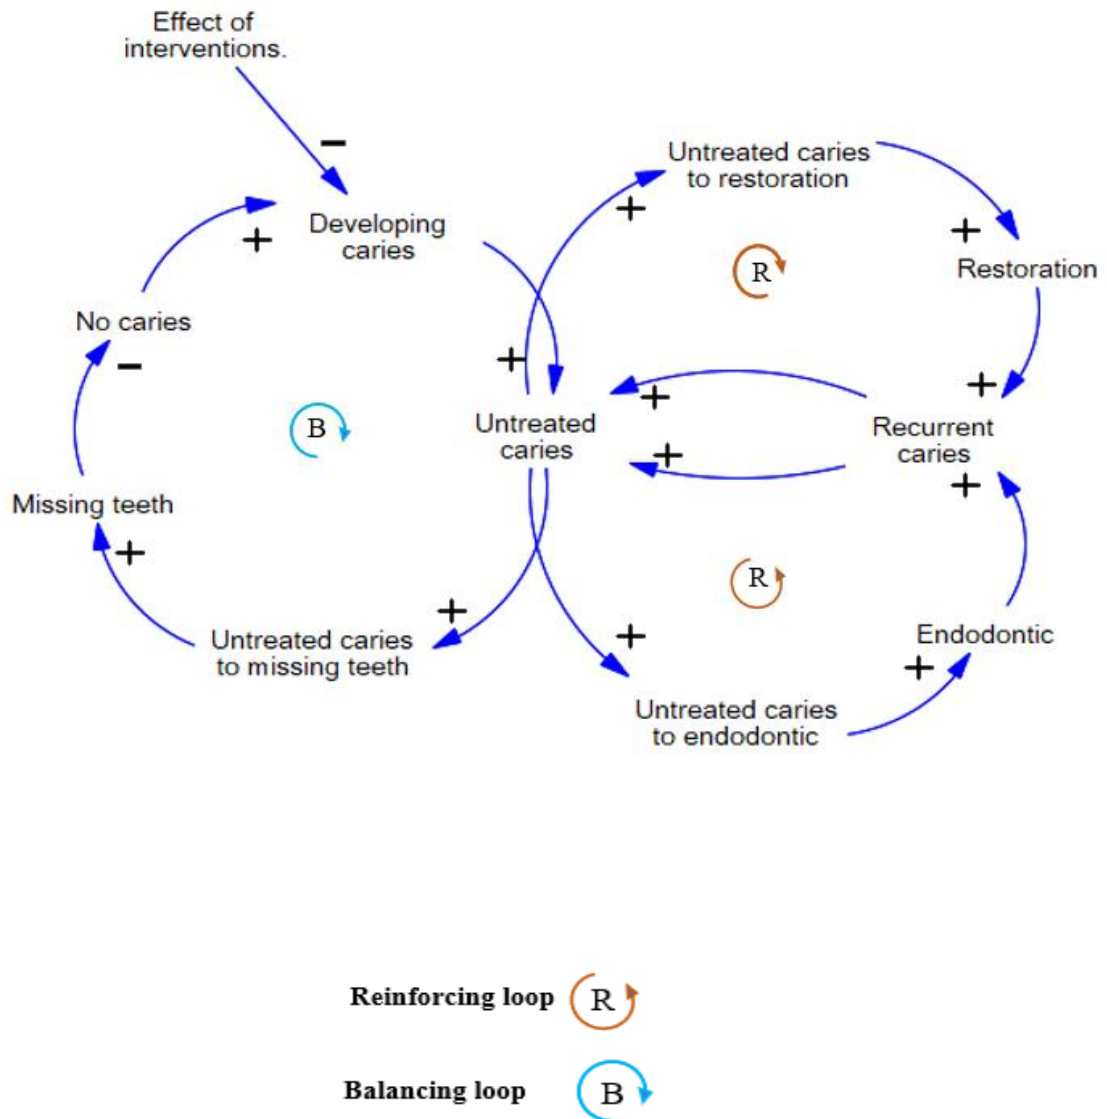 Effect of
interventions.
−
Untreated caries
to restoration
+
+
Developing
caries
+
R
Restoration
No caries
−
+
+
+
B
Untreated
caries
Recurrent
caries
+
+
Missing teeth
+
R
+
+
Untreated caries
to missing teeth
Endodontic
+
Untreated caries
to endodontic
Reinforcing loop R
Balancing loop B